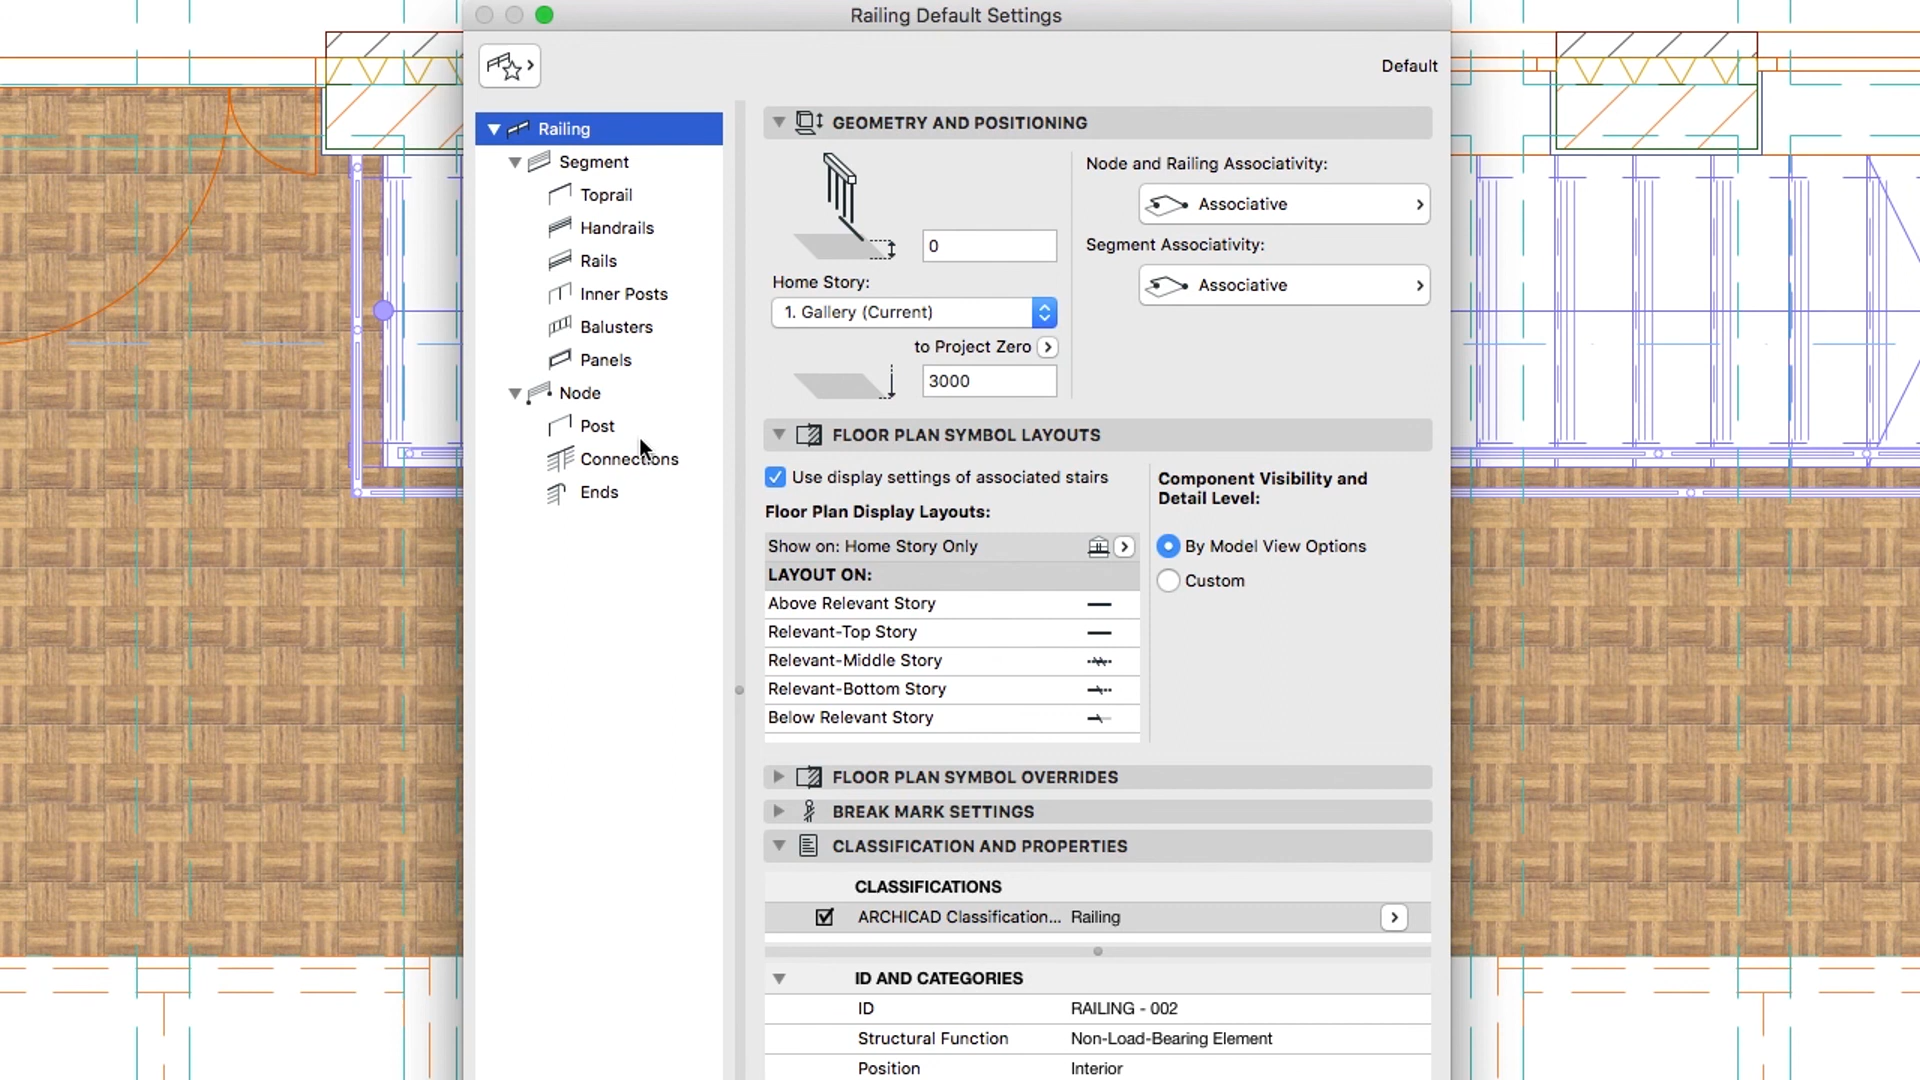 Railing Default Settings
Default
Railing
Segment
Toprail
Handrails
Rails
Inner Posts
Balusters
Panels
Node
Post
Connections
Ends
GEOMETRY AND POSITIONING
0
Home Story:
1. Gallery (Current)
to Project Zero
3000
Node and Railing Associativity:
Associative
Segment Associativity:
Associative
FLOOR PLAN SYMBOL LAYOUTS
Use display settings of associated stairs
Floor Plan Display Layouts:
Show on: Home Story Only
LAYOUT ON:
Above Relevant Story
Relevant-Top Story
Relevant-Middle Story
Relevant-Bottom Story
Below Relevant Story
Component Visibility and
Detail Level:
By Model View Options
Custom
FLOOR PLAN SYMBOL OVERRIDES
BREAK MARK SETTINGS
CLASSIFICATION AND PROPERTIES
CLASSIFICATIONS
ARCHICAD Classification... Railing
ID AND CATEGORIES
ID RAILING - 002
Structural Function Non-Load-Bearing Element
Position Interior